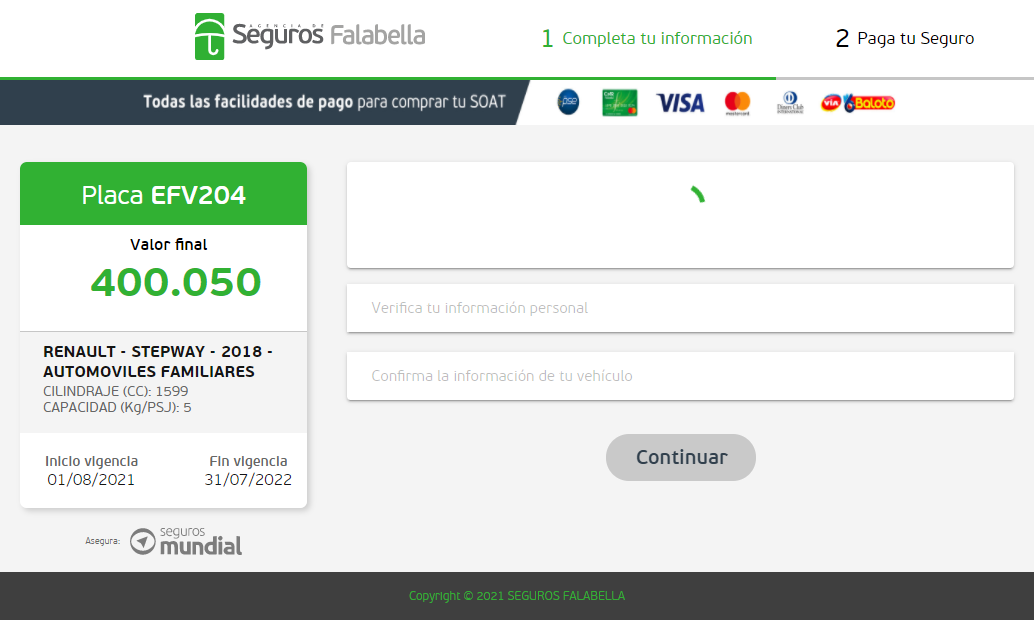 AGENCIA DE
Seguros Falabella
1 Completa tu información
2 Paga tu Seguro
Todas las facilidades de pago para comprar tu SOAT
pse
VISA
mastercard
Diners Club
INTERNATIONAL
vía Baloto
Placa EFV204
Valor final
400.050
RENAULT - STEPWAY - 2018 -
AUTOMOVILES FAMILIARES
CILINDRAJE (CC): 1599
CAPACIDAD (Kg/PSJ): 5
Inicio vigencia
Fin vigencia
01/08/2021
31/07/2022
Asegura:
seguros
mundial
Verifica tu información personal
Confirma la información de tu vehículo
Continuar
Copyright © 2021 SEGUROS FALABELLA